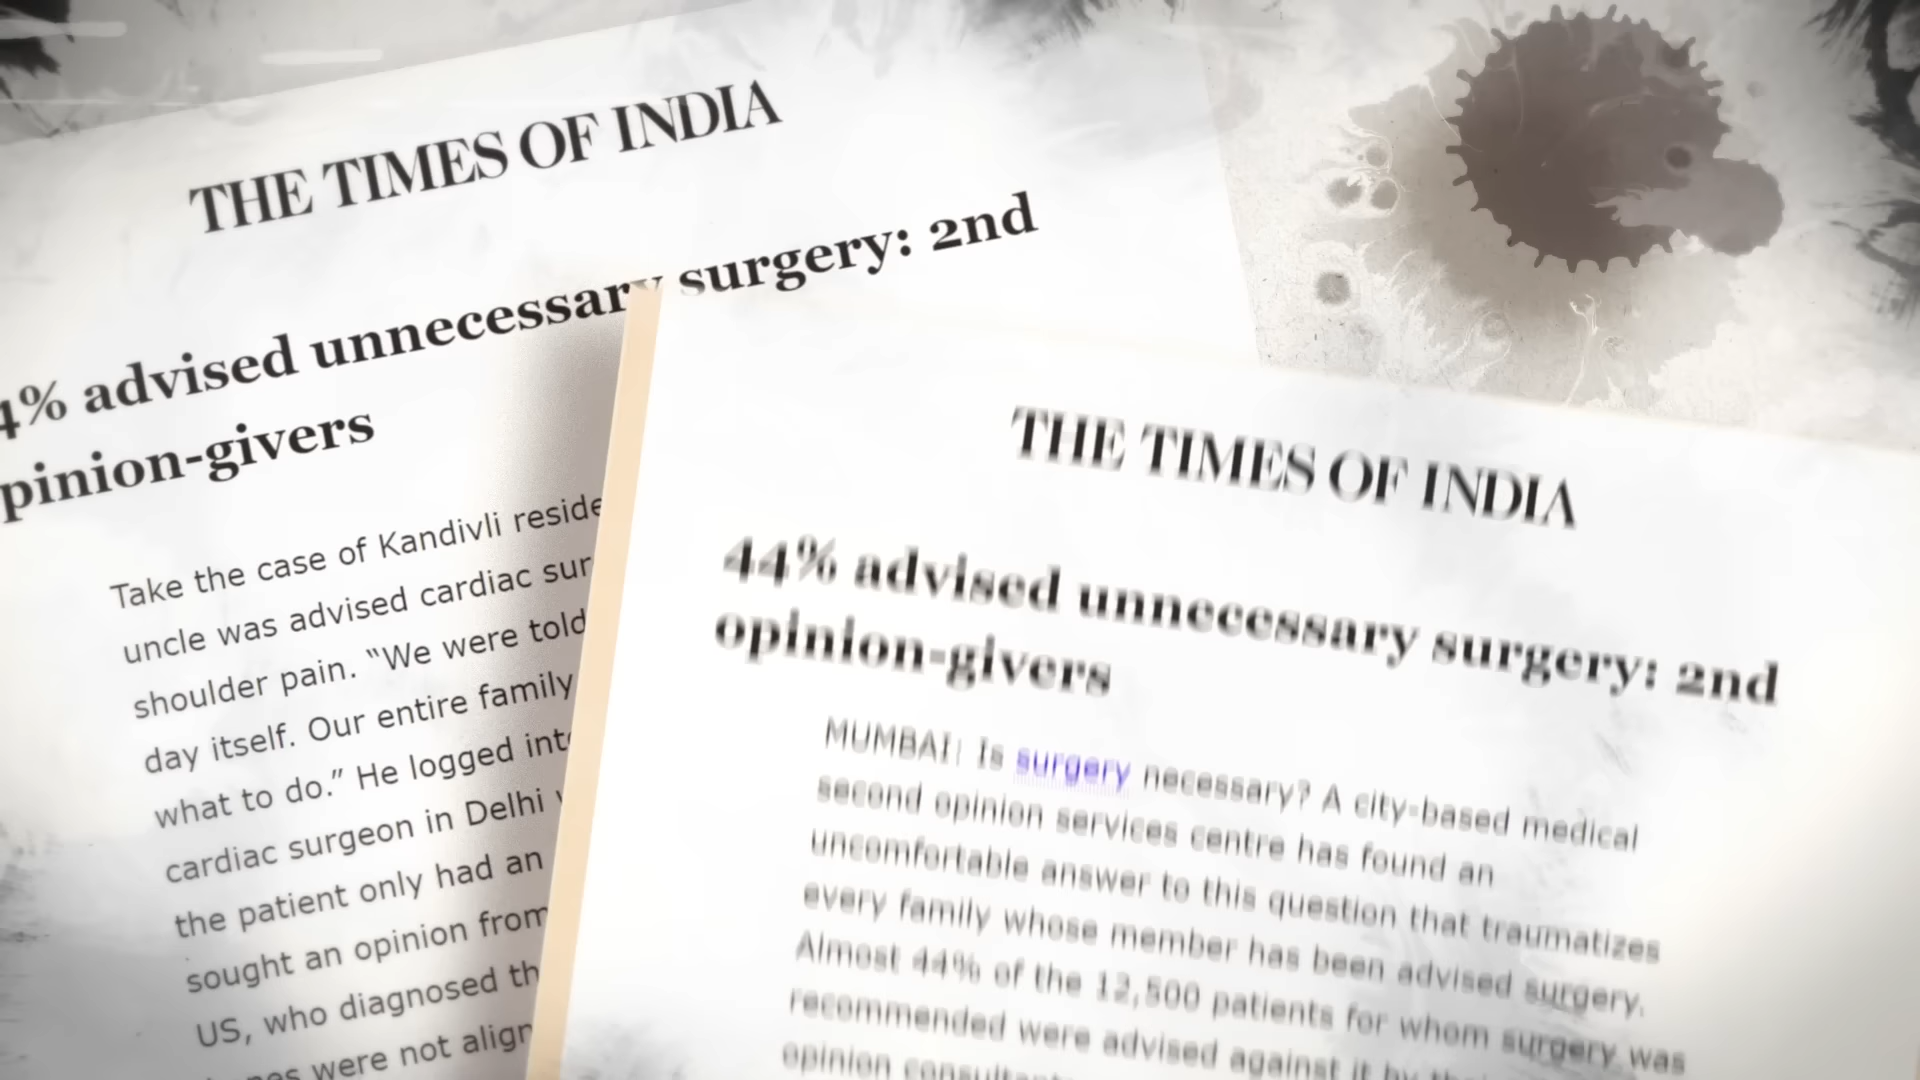 THE TIMES OF INDIA
4% advised unnecessary surgery: 2nd
pinion-givers
Take the case of Kandivli reside
uncle was advised cardiac sur
shoulder pain. “We were told
day itself. Our entire family
what to do.” He logged into
cardiac surgeon in Delhi
the patient only had an
sought an opinion from
US, who diagnosed th
were not align
THE TIMES OF INDIA
44% advised unnecessary surgery: 2nd
opinion-givers
MUMBAI: Is surgery necessary? A city-based medical
second opinion services centre has found an
uncomfortable answer to this question that traumatizes
every family whose member has been advised surgery.
Almost 44% of the 12,500 patients for whom surgery was
recommended were advised against it by
opinion